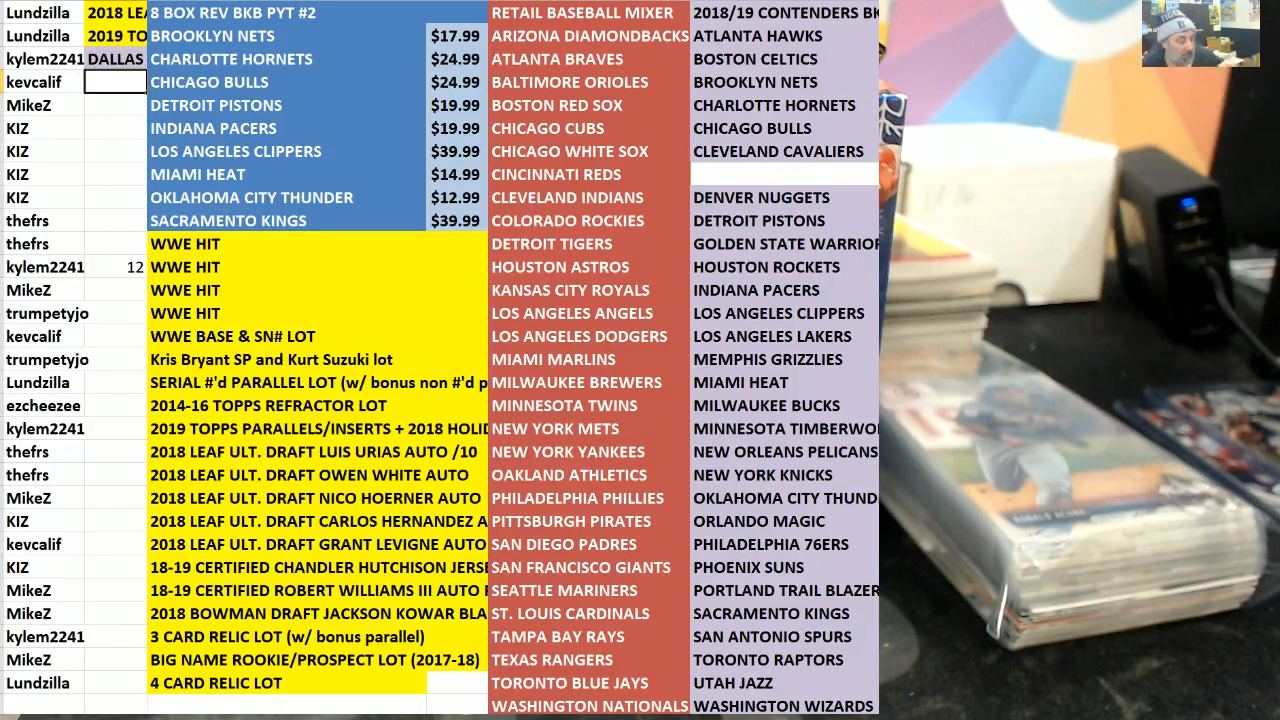 Lundzilla 2018 LEA 8 BOX REV BKB PYT #2 RETAIL BASEBALL MIXER 2018/19 CONTENDERS BK
Lundzilla 2019 TO BROOKLYN NETS $17.99 ARIZONA DIAMONDBACKS ATLANTA HAWKS
kylem2241 DALLAS CHARLOTTE HORNETS $24.99 ATLANTA BRAVES BOSTON CELTICS
kevcalif CHICAGO BULLS $24.99 BALTIMORE ORIOLES BROOKLYN NETS
MikeZ DETROIT PISTONS $19.99 BOSTON RED SOX CHARLOTTE HORNETS
KIZ INDIANA PACERS $19.99 CHICAGO CUBS CHICAGO BULLS
KIZ LOS ANGELES CLIPPERS $39.99 CHICAGO WHITE SOX CLEVELAND CAVALIERS
KIZ MIAMI HEAT $14.99 CINCINNATI REDS
KIZ OKLAHOMA CITY THUNDER $12.99 CLEVELAND INDIANS DENVER NUGGETS
thefrs SACRAMENTO KINGS $39.99 COLORADO ROCKIES DETROIT PISTONS
thefrs WWE HIT DETROIT TIGERS GOLDEN STATE WARRIOR
kylem2241 12 WWE HIT HOUSTON ASTROS HOUSTON ROCKETS
MikeZ WWE HIT KANSAS CITY ROYALS INDIANA PACERS
trumpetyjo WWE HIT LOS ANGELES ANGELS LOS ANGELES CLIPPERS
kevcalif WWE BASE & SN# LOT LOS ANGELES DODGERS LOS ANGELES LAKERS
trumpetyjo Kris Bryant SP and Kurt Suzuki lot MIAMI MARLINS MEMPHIS GRIZZLIES
Lundzilla SERIAL #'d PARALLEL LOT (w/ bonus non #'d p MILWAUKEE BREWERS MIAMI HEAT
ezcheezee 2014-16 TOPPS REFRACTOR LOT MINNESOTA TWINS MILWAUKEE BUCKS
kylem2241 2019 TOPPS PARALLELS/INSERTS + 2018 HOLID NEW YORK METS MINNESOTA TIMBERWO
thefrs 2018 LEAF ULT. DRAFT LUIS URIAS AUTO /10 NEW YORK YANKEES NEW ORLEANS PELICANS
thefrs 2018 LEAF ULT. DRAFT OWEN WHITE AUTO OAKLAND ATHLETICS NEW YORK KNICKS
MikeZ 2018 LEAF ULT. DRAFT NICO HOERNER AUTO PHILADELPHIA PHILLIES OKLAHOMA CITY THUND
KIZ 2018 LEAF ULT. DRAFT CARLOS HERNANDEZ A PITTSBURGH PIRATES ORLANDO MAGIC
kevcalif 2018 LEAF ULT. DRAFT GRANT LEVIGNE AUTO SAN DIEGO PADRES PHILADELPHIA 76ERS
KIZ 18-19 CERTIFIED CHANDLER HUTCHISON JERSE SAN FRANCISCO GIANTS PHOENIX SUNS
MikeZ 18-19 CERTIFIED ROBERT WILLIAMS III AUTO SEATTLE MARINERS PORTLAND TRAIL BLAZER
MikeZ 2018 BOWMAN DRAFT JACKSON KOWAR BLA ST. LOUIS CARDINALS SACRAMENTO KINGS
kylem2241 3 CARD RELIC LOT (w/ bonus parallel) TAMPA BAY RAYS SAN ANTONIO SPURS
MikeZ BIG NAME ROOKIE/PROSPECT LOT (2017-18) TEXAS RANGERS TORONTO RAPTORS
Lundzilla 4 CARD RELIC LOT TORONTO BLUE JAYS UTAH JAZZ
WASHINGTON NATIONALS WASHINGTON WIZARDS
RONALD ACUNA